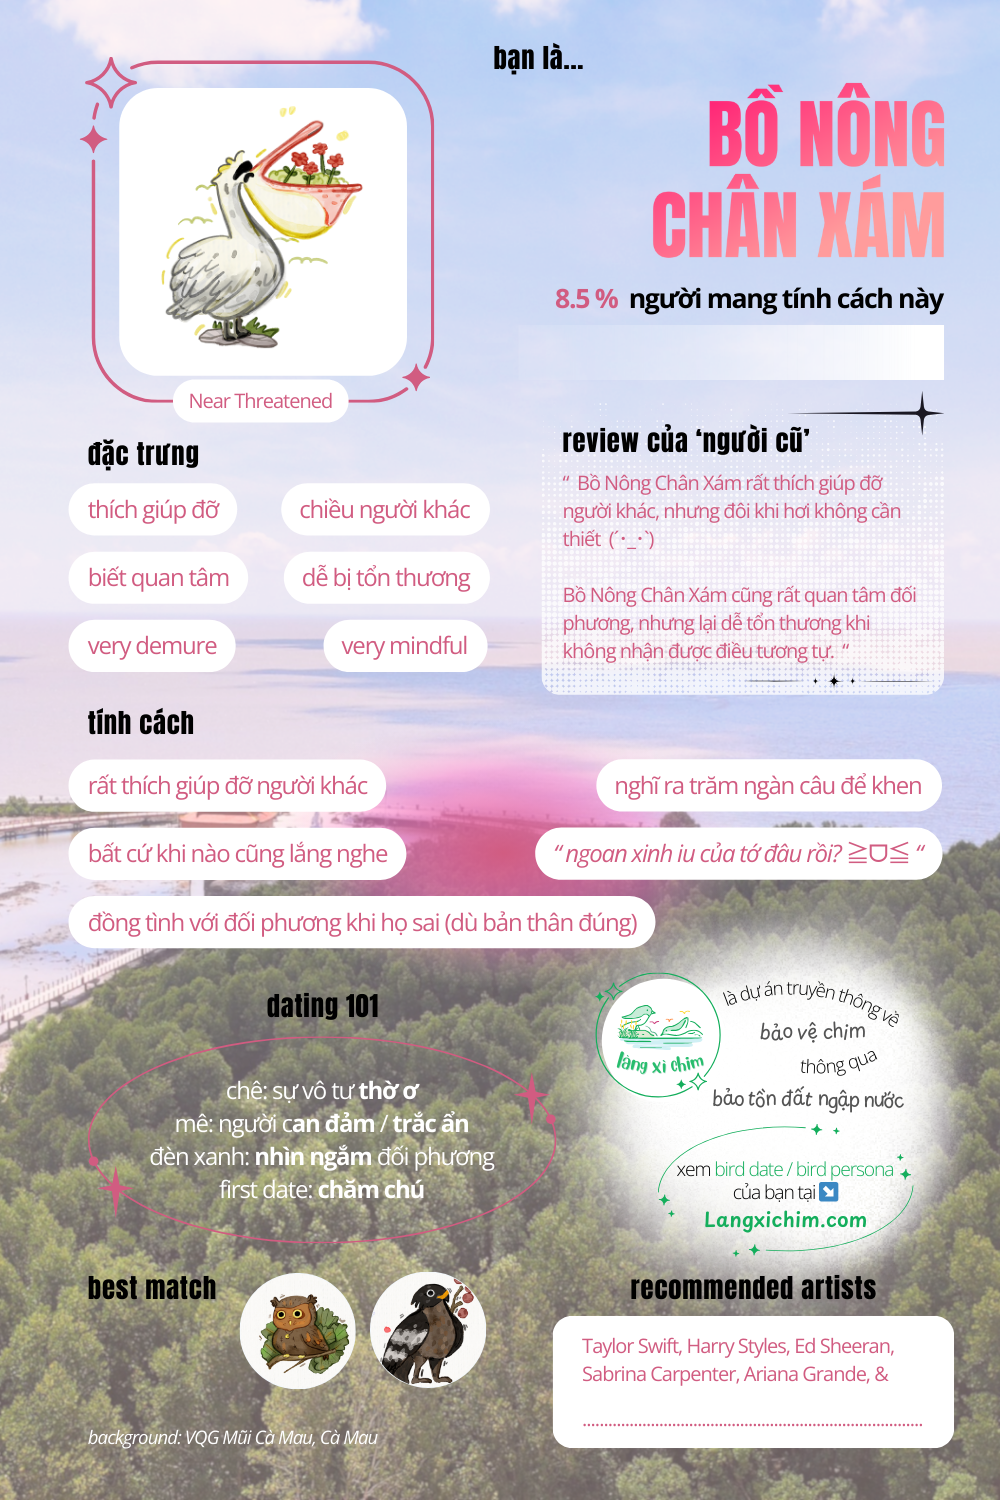 bạn là...
BỒ NÔNG
CHÂN XÁM
8.5 % người mang tính cách này
Near Threatened
đặc trưng
thích giúp đỡ
chiều người khác
biết quan tâm
dễ bị tổn thương
very demure
very mindful
review của ‘người cũ’
“ Bồ Nông Chân Xám rất thích giúp đỡ
người khác, nhưng đôi khi hơi không cần
thiết (´･_･`)
Bồ Nông Chân Xám cũng rất quan tâm đối
phương, nhưng lại dễ tổn thương khi
không nhận được điều tương tự. “
tính cách
rất thích giúp đỡ người khác
nghĩ ra trăm ngàn câu để khen
bất cứ khi nào cũng lắng nghe
“ ngoan xinh iu của tớ đâu rồi? ≧▽≦ “
đồng tình với đối phương khi họ sai (dù bản thân đúng)
dating 101
chê: sự vô tư thờ ơ
mê: người can đảm / trắc ẩn
đèn xanh: nhìn ngắm đối phương
first date: chăm chú
làng xì chim
là dự án truyền thông về
bảo vệ chim
thông qua
bảo tồn đất ngập nước
xem bird date / bird persona
của bạn tại ↘️
Langxichim.com
best match
recommended artists
Taylor Swift, Harry Styles, Ed Sheeran,
Sabrina Carpenter, Ariana Grande, &
................................................................................
background: VQG Mũi Cà Mau, Cà Mau